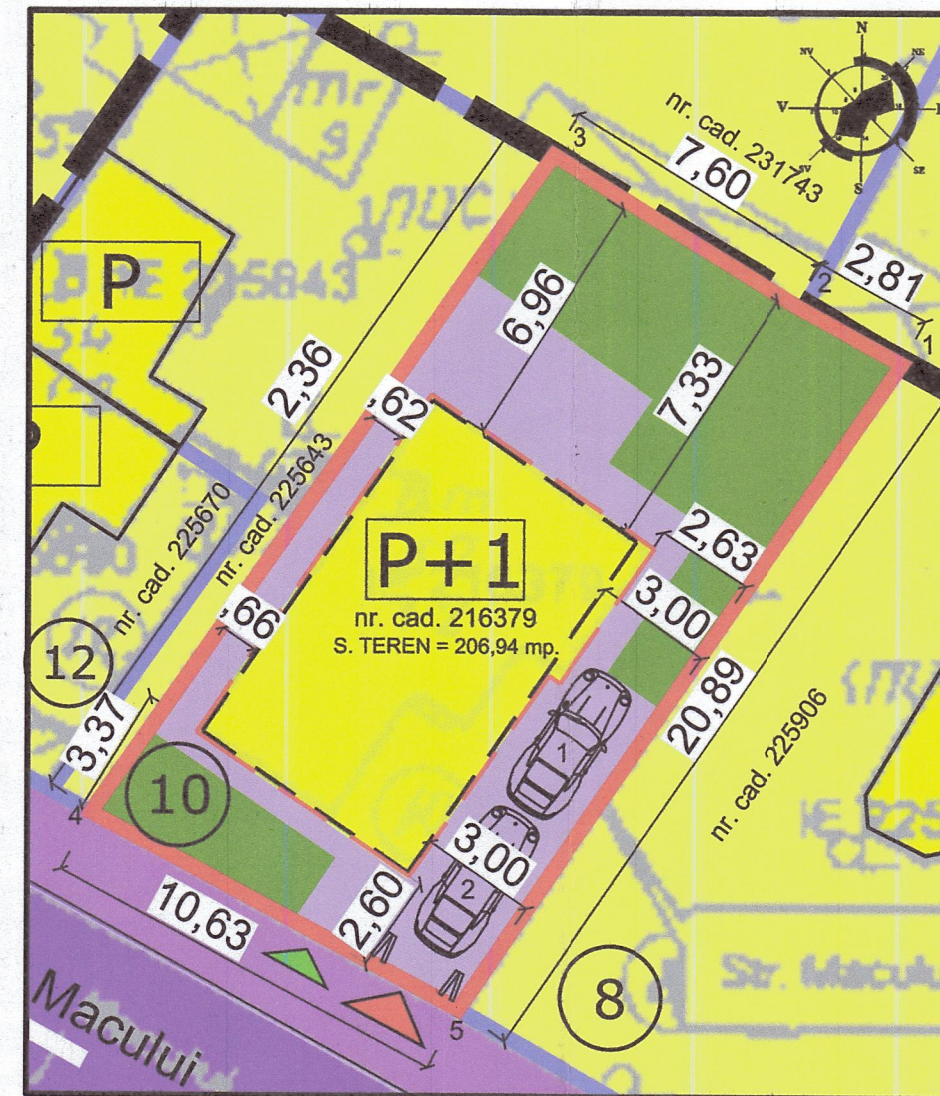 N
NV
NE
V
SV
SE
S
3
nr. cad. 231743
7,60
2,81
2
1
mr
P
6,96
2,36
7,33
,62
nr. cad. 225643
nr. cad. 225670
P+1
nr. cad. 216379
S. TEREN = 206,94 mp.
2,63
3,00
,66
12
20,89
nr. cad. 225906
3,37
1
10
4
3,00
2
2,60
10,63
8
Str. Macului
5
Macului